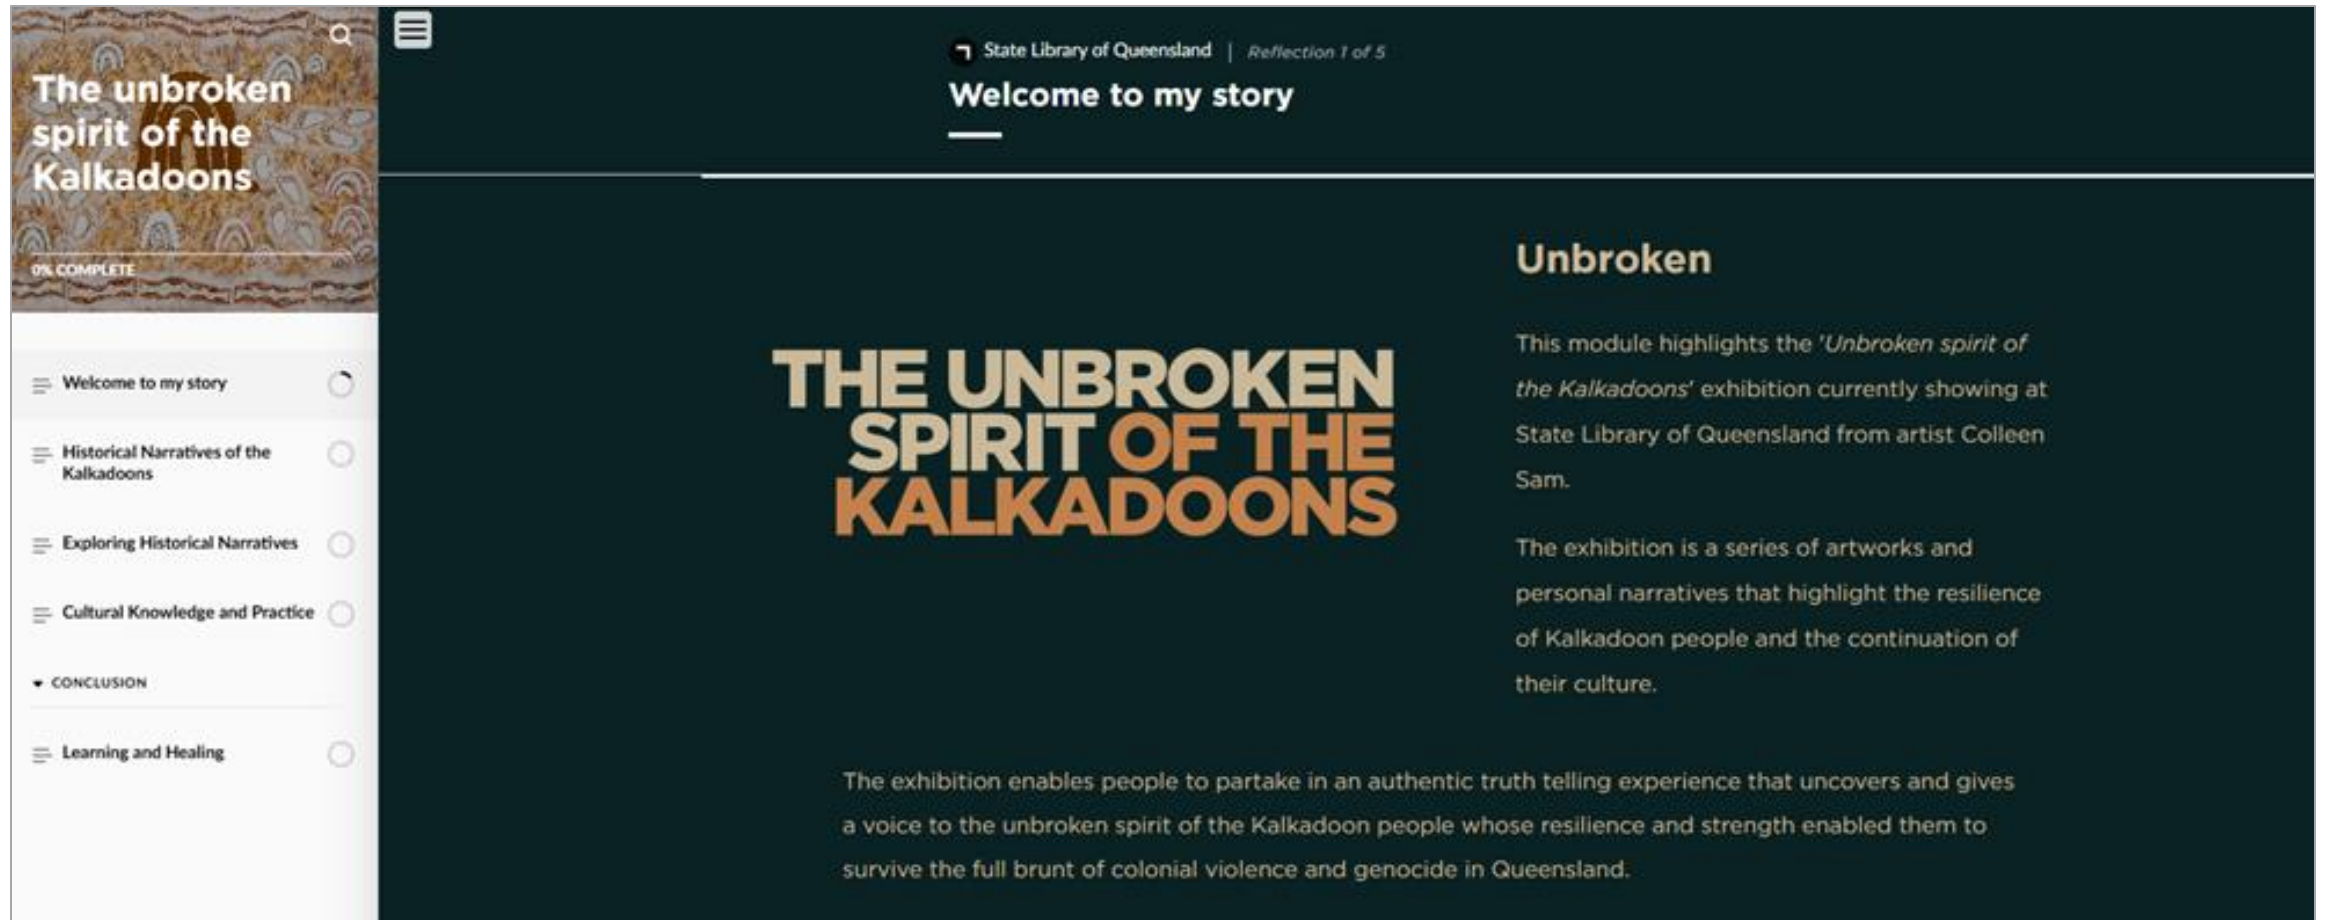 The unbroken
spirit of the
Kalkadoons
0% COMPLETE
Welcome to my story
Historical Narratives of the
Kalkadoons
Exploring Historical Narratives
Cultural Knowledge and Practice
CONCLUSION
Learning and Healing
State Library of Queensland | Reflection 1 of 5
Welcome to my story
THE UNBROKEN
SPIRIT OF THE
KALKADOONS
Unbroken
This module highlights the 'Unbroken spirit of
the Kalkadoons' exhibition currently showing at
State Library of Queensland from artist Colleen
Sam.
The exhibition is a series of artworks and
personal narratives that highlight the resilience
of Kalkadoon people and the continuation of
their culture.
The exhibition enables people to partake in an authentic truth telling experience that uncovers and gives
a voice to the unbroken spirit of the Kalkadoon people whose resilience and strength enabled them to
survive the full brunt of colonial violence and genocide in Queensland.